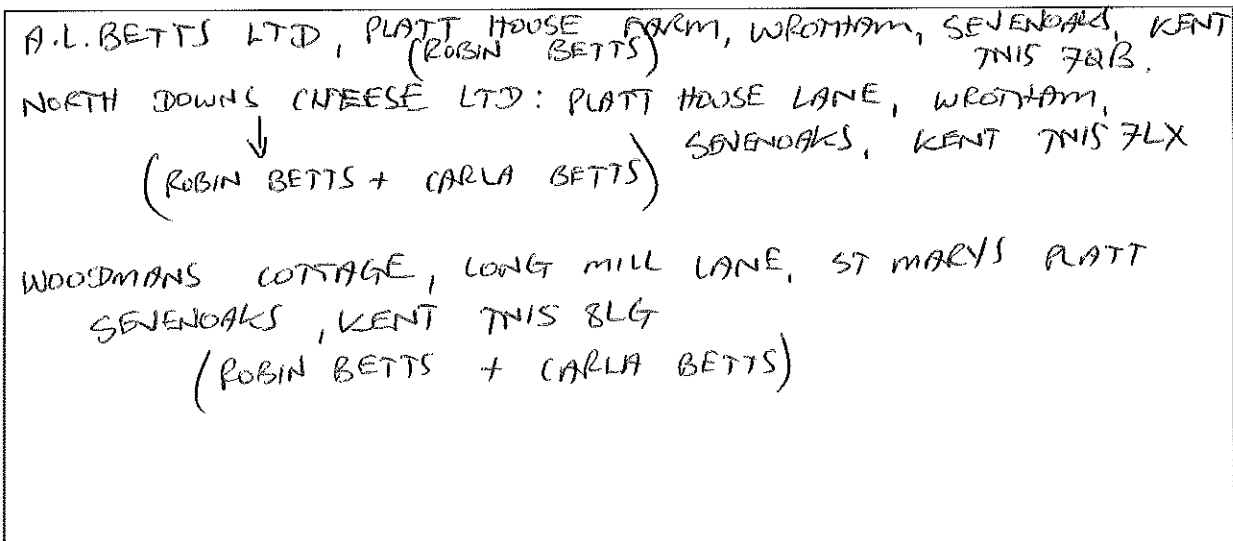 A.L. BETTS LTD, PLATT HOUSE FARM, WROTHAM, SEVENOAKS, KENT
(ROBIN BETTS) TN15 7QB.
NORTH DOWNS CHEESE LTD: PLATT HOUSE LANE, WROTHAM,
SEVENOAKS, KENT TN15 7LX
(ROBIN BETTS + CARLA BETTS)
WOODMANS COTTAGE, LONG MILL LANE, ST MARYS PLATT
SEVENOAKS, KENT TN15 8LG
(ROBIN BETTS + CARLA BETTS)